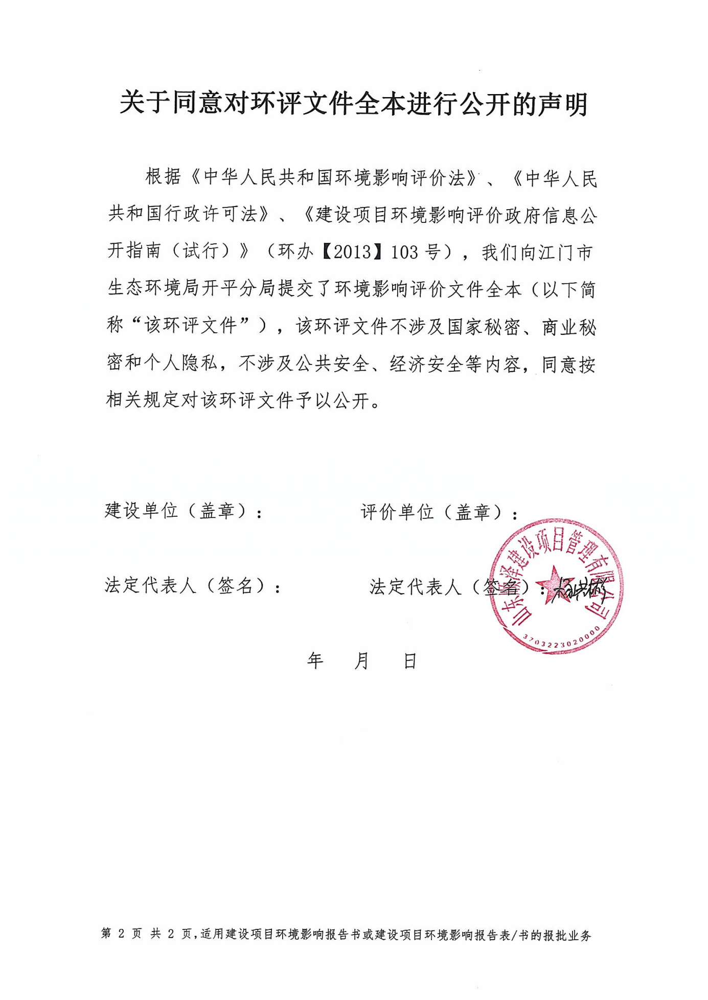 关于同意对环评文件全本进行公开的声明
根据《中华人民共和国环境影响评价法》、《中华人民
共和国行政许可法》、《建设项目环境影响评价政府信息公
开指南（试行）》（环办【2013】103号），我们向江门市
生态环境局开平分局提交了环境影响评价文件全本（以下简
称“该环评文件”），该环评文件不涉及国家秘密、商业秘
密和个人隐私，不涉及公共安全、经济安全等内容，同意按
相关规定对该环评文件予以公开。
建设单位（盖章）：
评价单位（盖章）：
法定代表人（签名）：
法定代表人（签名）：
建设项目管理有限公司
3703223020000
年 月 日
第 2 页 共 2 页,适用建设项目环境影响报告书或建设项目环境影响报告表/书的报批业务